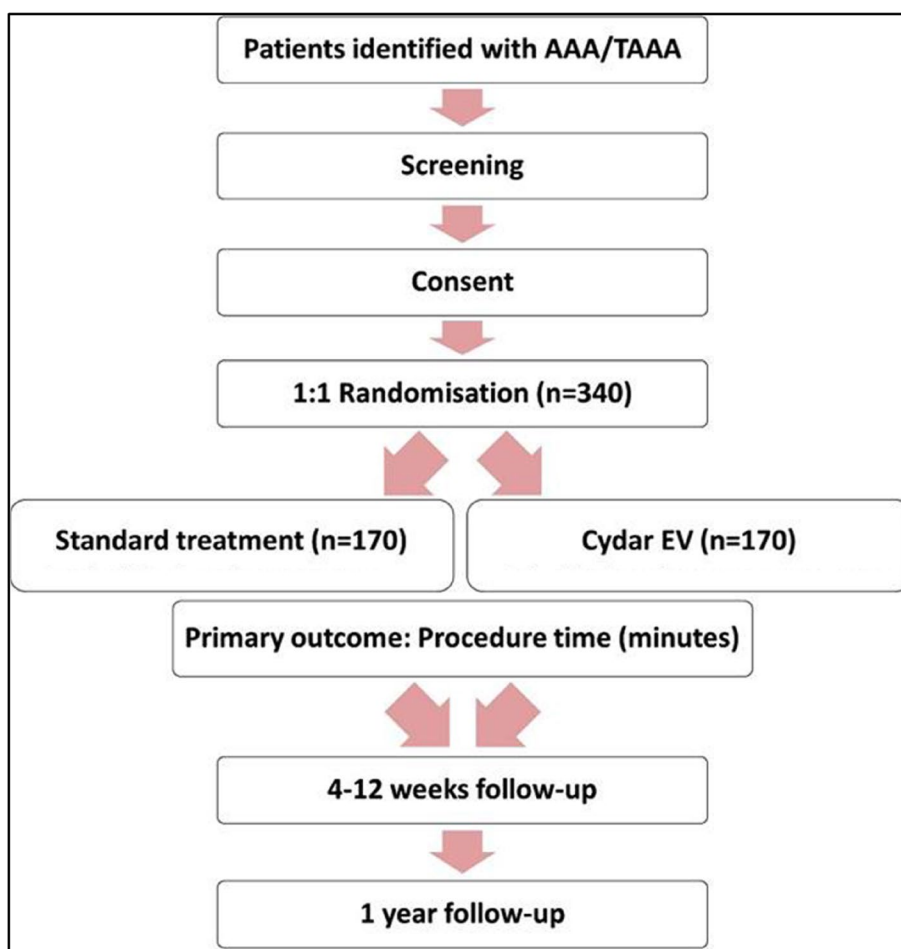 Patients identified with AAA/TAAA
Screening
Consent
1:1 Randomisation (n=340)
Standard treatment (n=170)
Cydar EV (n=170)
Primary outcome: Procedure time (minutes)
4-12 weeks follow-up
1 year follow-up